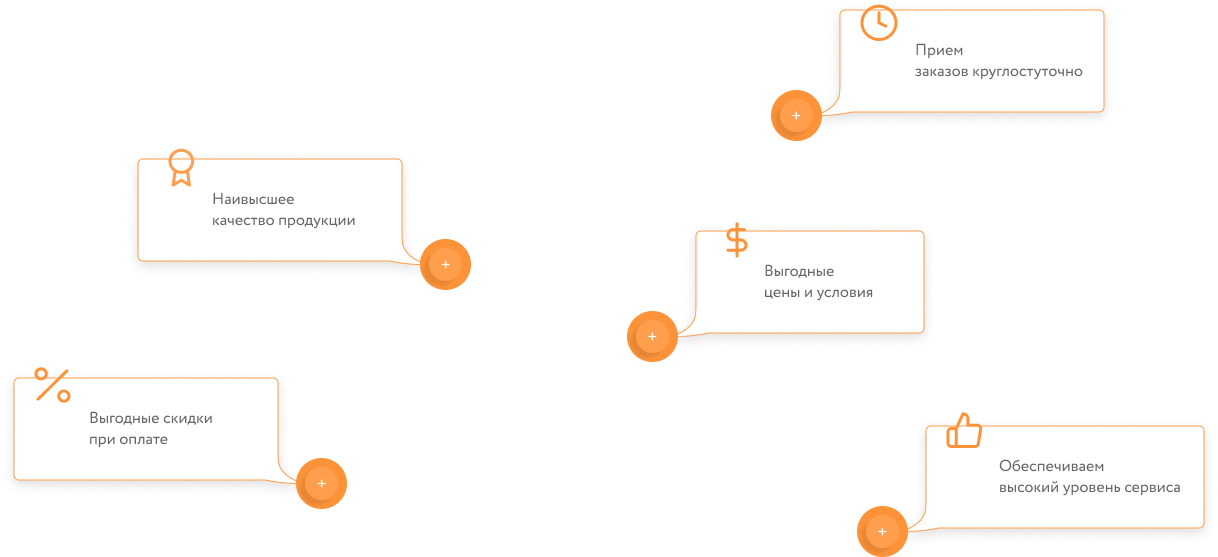 Прием
заказов круглостуточно
+
Наивысшее
качество продукции
+
$
Выгодные
цены и условия
+
%
Выгодные скидки
при оплате
+
Обеспечиваем
высокий уровень сервиса
+